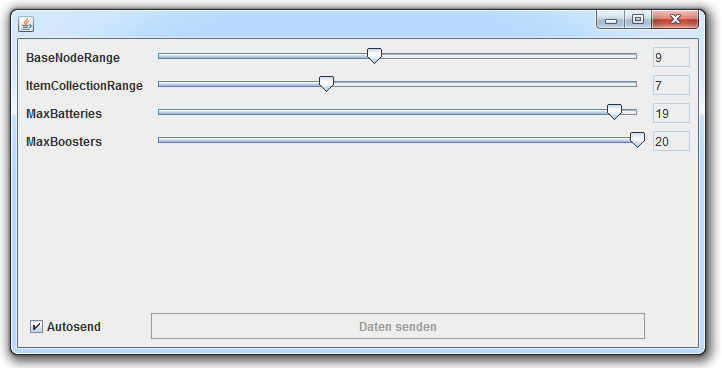 BaseNodeRange 9
ItemCollectionRange 7
MaxBatteries 19
MaxBoosters 20
Autosend Daten senden